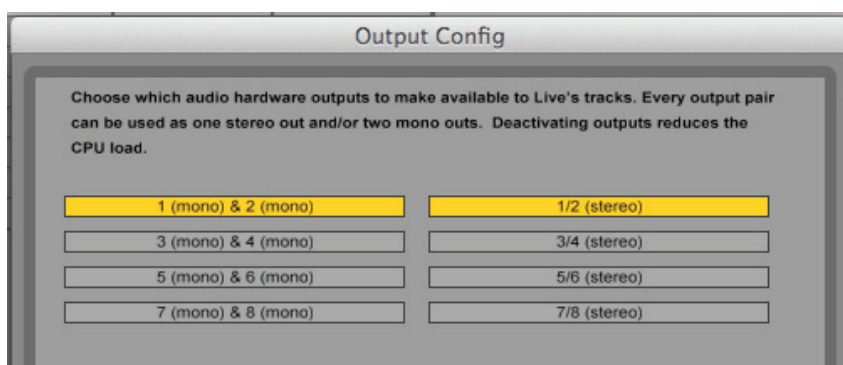 Output Config
Choose which audio hardware outputs to make available to Live's tracks. Every output pair
can be used as one stereo out and/or two mono outs. Deactivating outputs reduces the
CPU load.
1 (mono) & 2 (mono) 1/2 (stereo)
3 (mono) & 4 (mono) 3/4 (stereo)
5 (mono) & 6 (mono) 5/6 (stereo)
7 (mono) & 8 (mono) 7/8 (stereo)